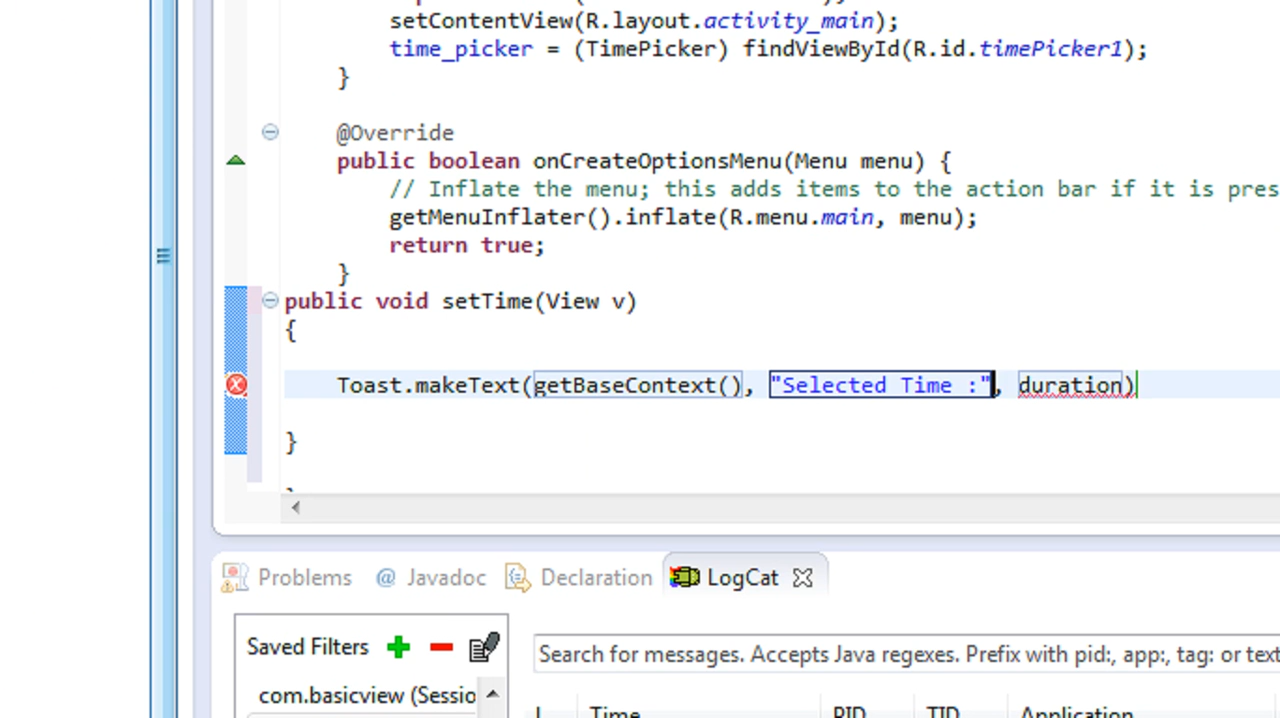 setContentView(R.layout.activity_main);
time_picker = (TimePicker) findViewById(R.id.timePicker1);
}
@Override
public boolean onCreateOptionsMenu(Menu menu) {
// Inflate the menu; this adds items to the action bar if it is pres
getMenuInflater().inflate(R.menu.main, menu);
return true;
}
public void setTime(View v)
{
Toast.makeText(getBaseContext(), "Selected Time :", duration)
}
Problems @ Javadoc Declaration LogCat
Saved Filters
Search for messages. Accepts Java regexes. Prefix with pid:, app:, tag: or text
com.basicview (Sessio
Time PID TID Application